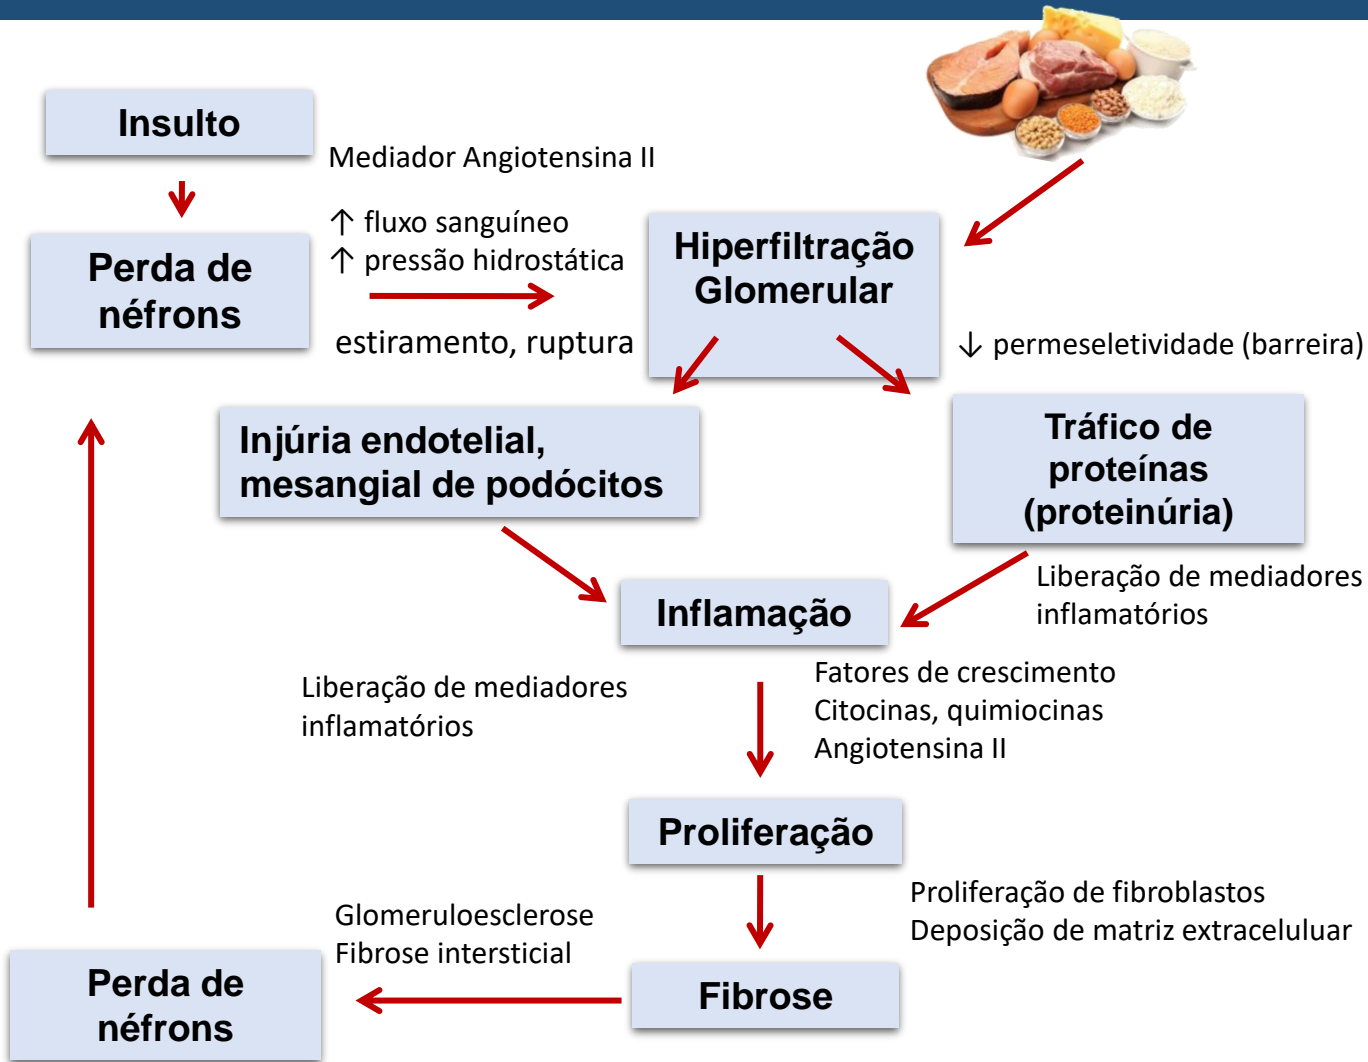 Insulto
Mediador Angiotensina II
↑ fluxo sanguíneo
↑ pressão hidrostática
Perda de
néfrons
estiramento, ruptura
Hiperfiltração
Glomerular
↓ permeseletividade (barreira)
Injúria endotelial,
mesangial de podócitos
Tráfico de
proteínas
(proteinúria)
Liberação de mediadores
inflamatórios
Inflamação
Liberação de mediadores
inflamatórios
Fatores de crescimento
Citocinas, quimiocinas
Angiotensina II
Proliferação
Proliferação de fibroblastos
Deposição de matriz extraceluluar
Glomeruloesclerose
Fibrose intersticial
Fibrose
Perda de
néfrons